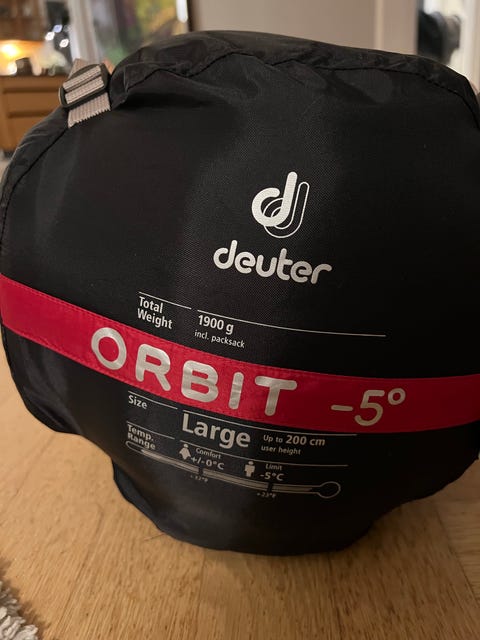 deuter
Total Weight
1900 g
incl. packsack
ORBIT -5°
Size
Large
Up to 200 cm
user height
Temp. Range
Comfort
+/-0°C
Limit
-5°C
+32°F
+23°F